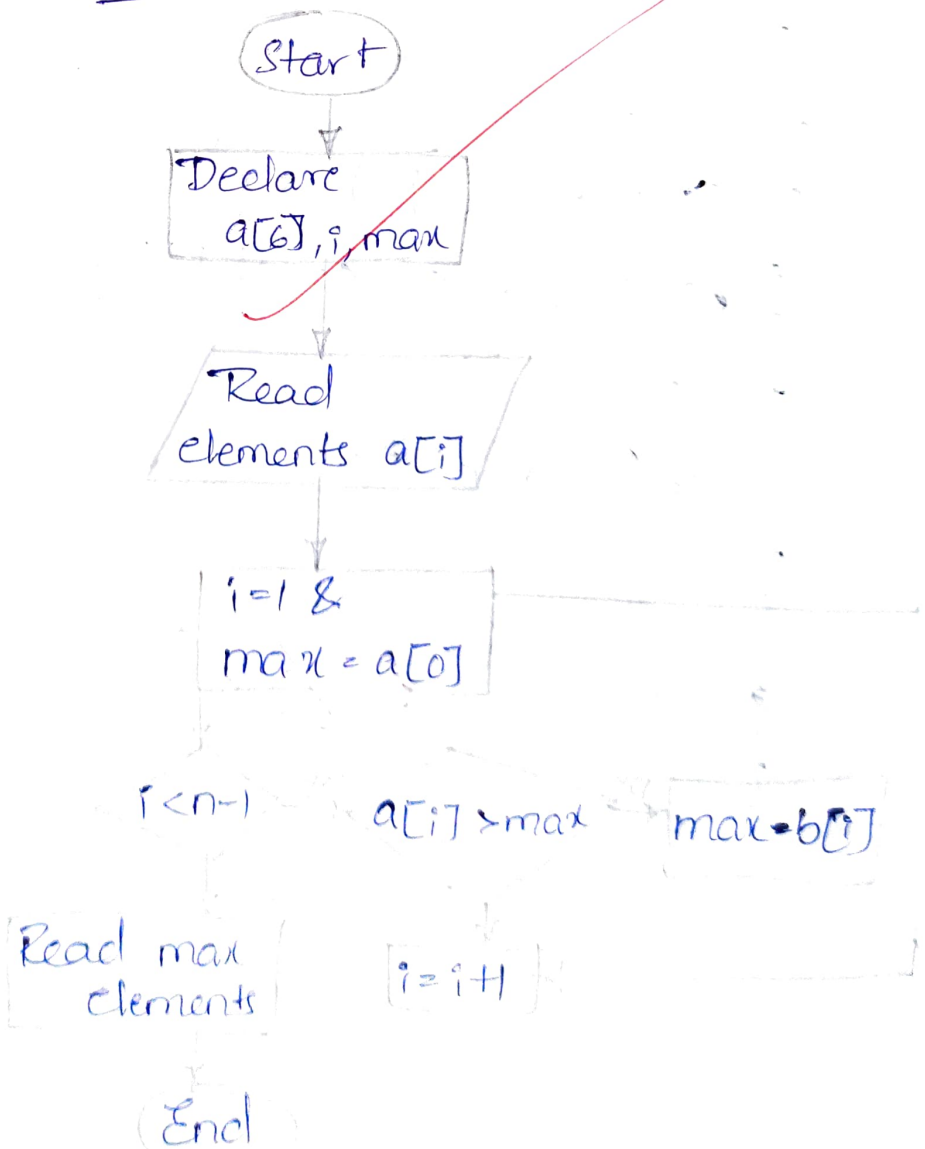 Start
Declare
a[6], i, max
Read
elements a[i]
i=1 &
max = a[0]
i<n-1
a[i] >max
max=b[i]
Read max
elements
i=i+1
End